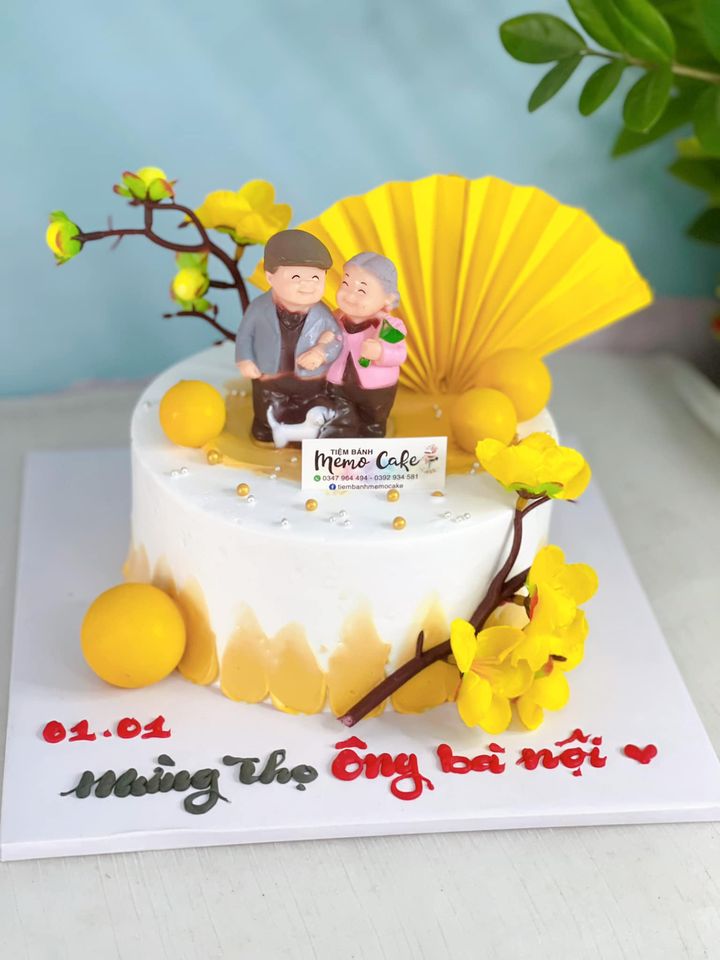 TIỆM BÁNH
Memo Cake
0347 964 494 - 0392 934 581
tiembanhmemocake
01.01
Mừng Thọ Ông bà nội